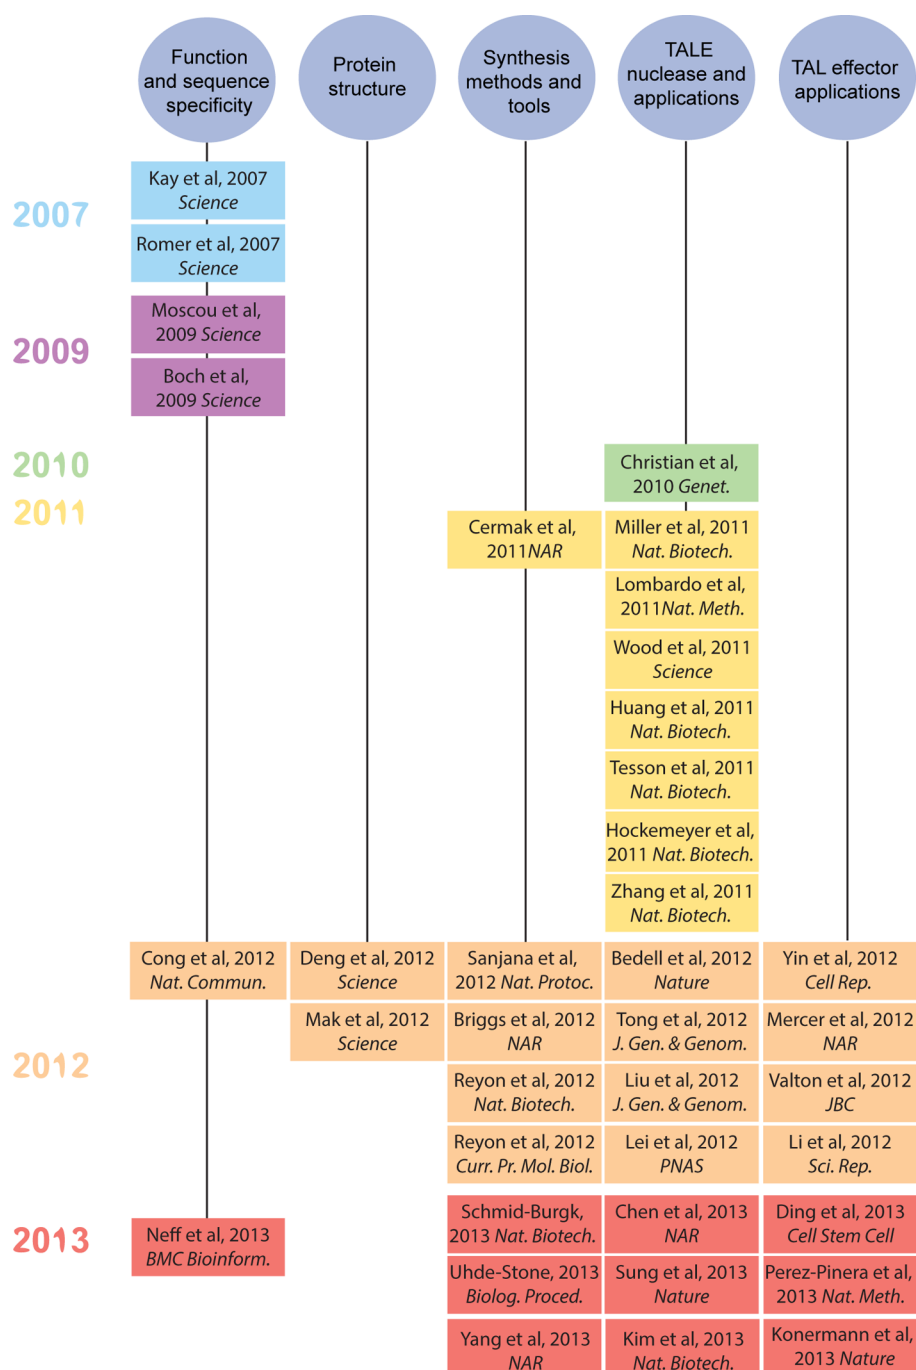 Function
and sequence
specificity
Protein
structure
Synthesis
methods and
tools
TALE
nuclease and
applications
TAL effector
applications
2007
Kay et al, 2007
Science
Romer et al, 2007
Science
2009
Moscou et al,
2009 Science
Boch et al,
2009 Science
2010
Christian et al,
2010 Genet.
2011
Cermak et al,
2011NAR
Miller et al, 2011
Nat. Biotech.
Lombardo et al,
2011Nat. Meth.
Wood et al, 2011
Science
Huang et al, 2011
Nat. Biotech.
Tesson et al, 2011
Nat. Biotech.
Hockemeyer et al,
2011 Nat. Biotech.
Zhang et al, 2011
Nat. Biotech.
2012
Cong et al, 2012
Nat. Commun.
Deng et al, 2012
Science
Mak et al, 2012
Science
Sanjana et al,
2012 Nat. Protoc.
Briggs et al, 2012
NAR
Reyon et al, 2012
Nat. Biotech.
Reyon et al, 2012
Curr. Pr. Mol. Biol.
Bedell et al, 2012
Nature
Tong et al, 2012
J. Gen. & Genom.
Liu et al, 2012
J. Gen. & Genom.
Lei et al, 2012
PNAS
Yin et al, 2012
Cell Rep.
Mercer et al, 2012
NAR
Valton et al, 2012
JBC
Li et al, 2012
Sci. Rep.
2013
Neff et al, 2013
BMC Bioinform.
Schmid-Burgk,
2013 Nat. Biotech.
Uhde-Stone, 2013
Biolog. Proced.
Yang et al, 2013
NAR
Chen et al, 2013
NAR
Sung et al, 2013
Nature
Kim et al, 2013
Nat. Biotech.
Ding et al, 2013
Cell Stem Cell
Perez-Pinera et al,
2013 Nat. Meth.
Konermann et al,
2013 Nature